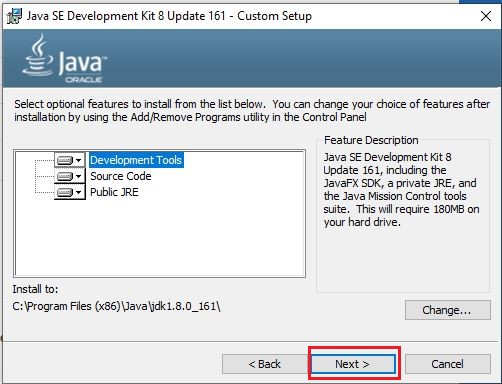 Java SE Development Kit 8 Update 161 - Custom Setup
Java
ORACLE
Select optional features to install from the list below. You can change your choice of features after
installation by using the Add/Remove Programs utility in the Control Panel
Development Tools
Source Code
Public JRE
Feature Description
Java SE Development Kit 8
Update 161, including the
JavaFX SDK, a private JRE, and
the Java Mission Control tools
suite. This will require 180MB on
your hard drive.
Install to:
C:\Program Files (x86)\Java\jdk1.8.0_161\
Change...
< Back
Next >
Cancel